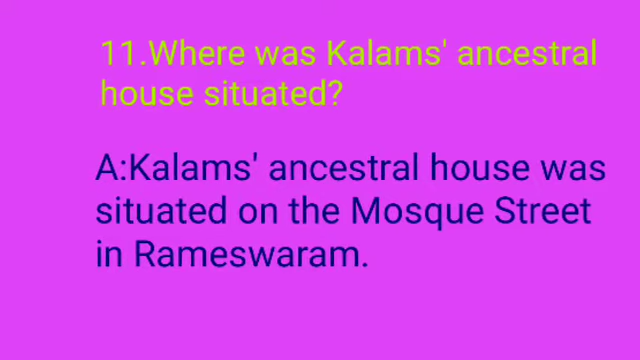 11.Where was Kalams' ancestral
house situated?
A:Kalams' ancestral house was
situated on the Mosque Street
in Rameswaram.